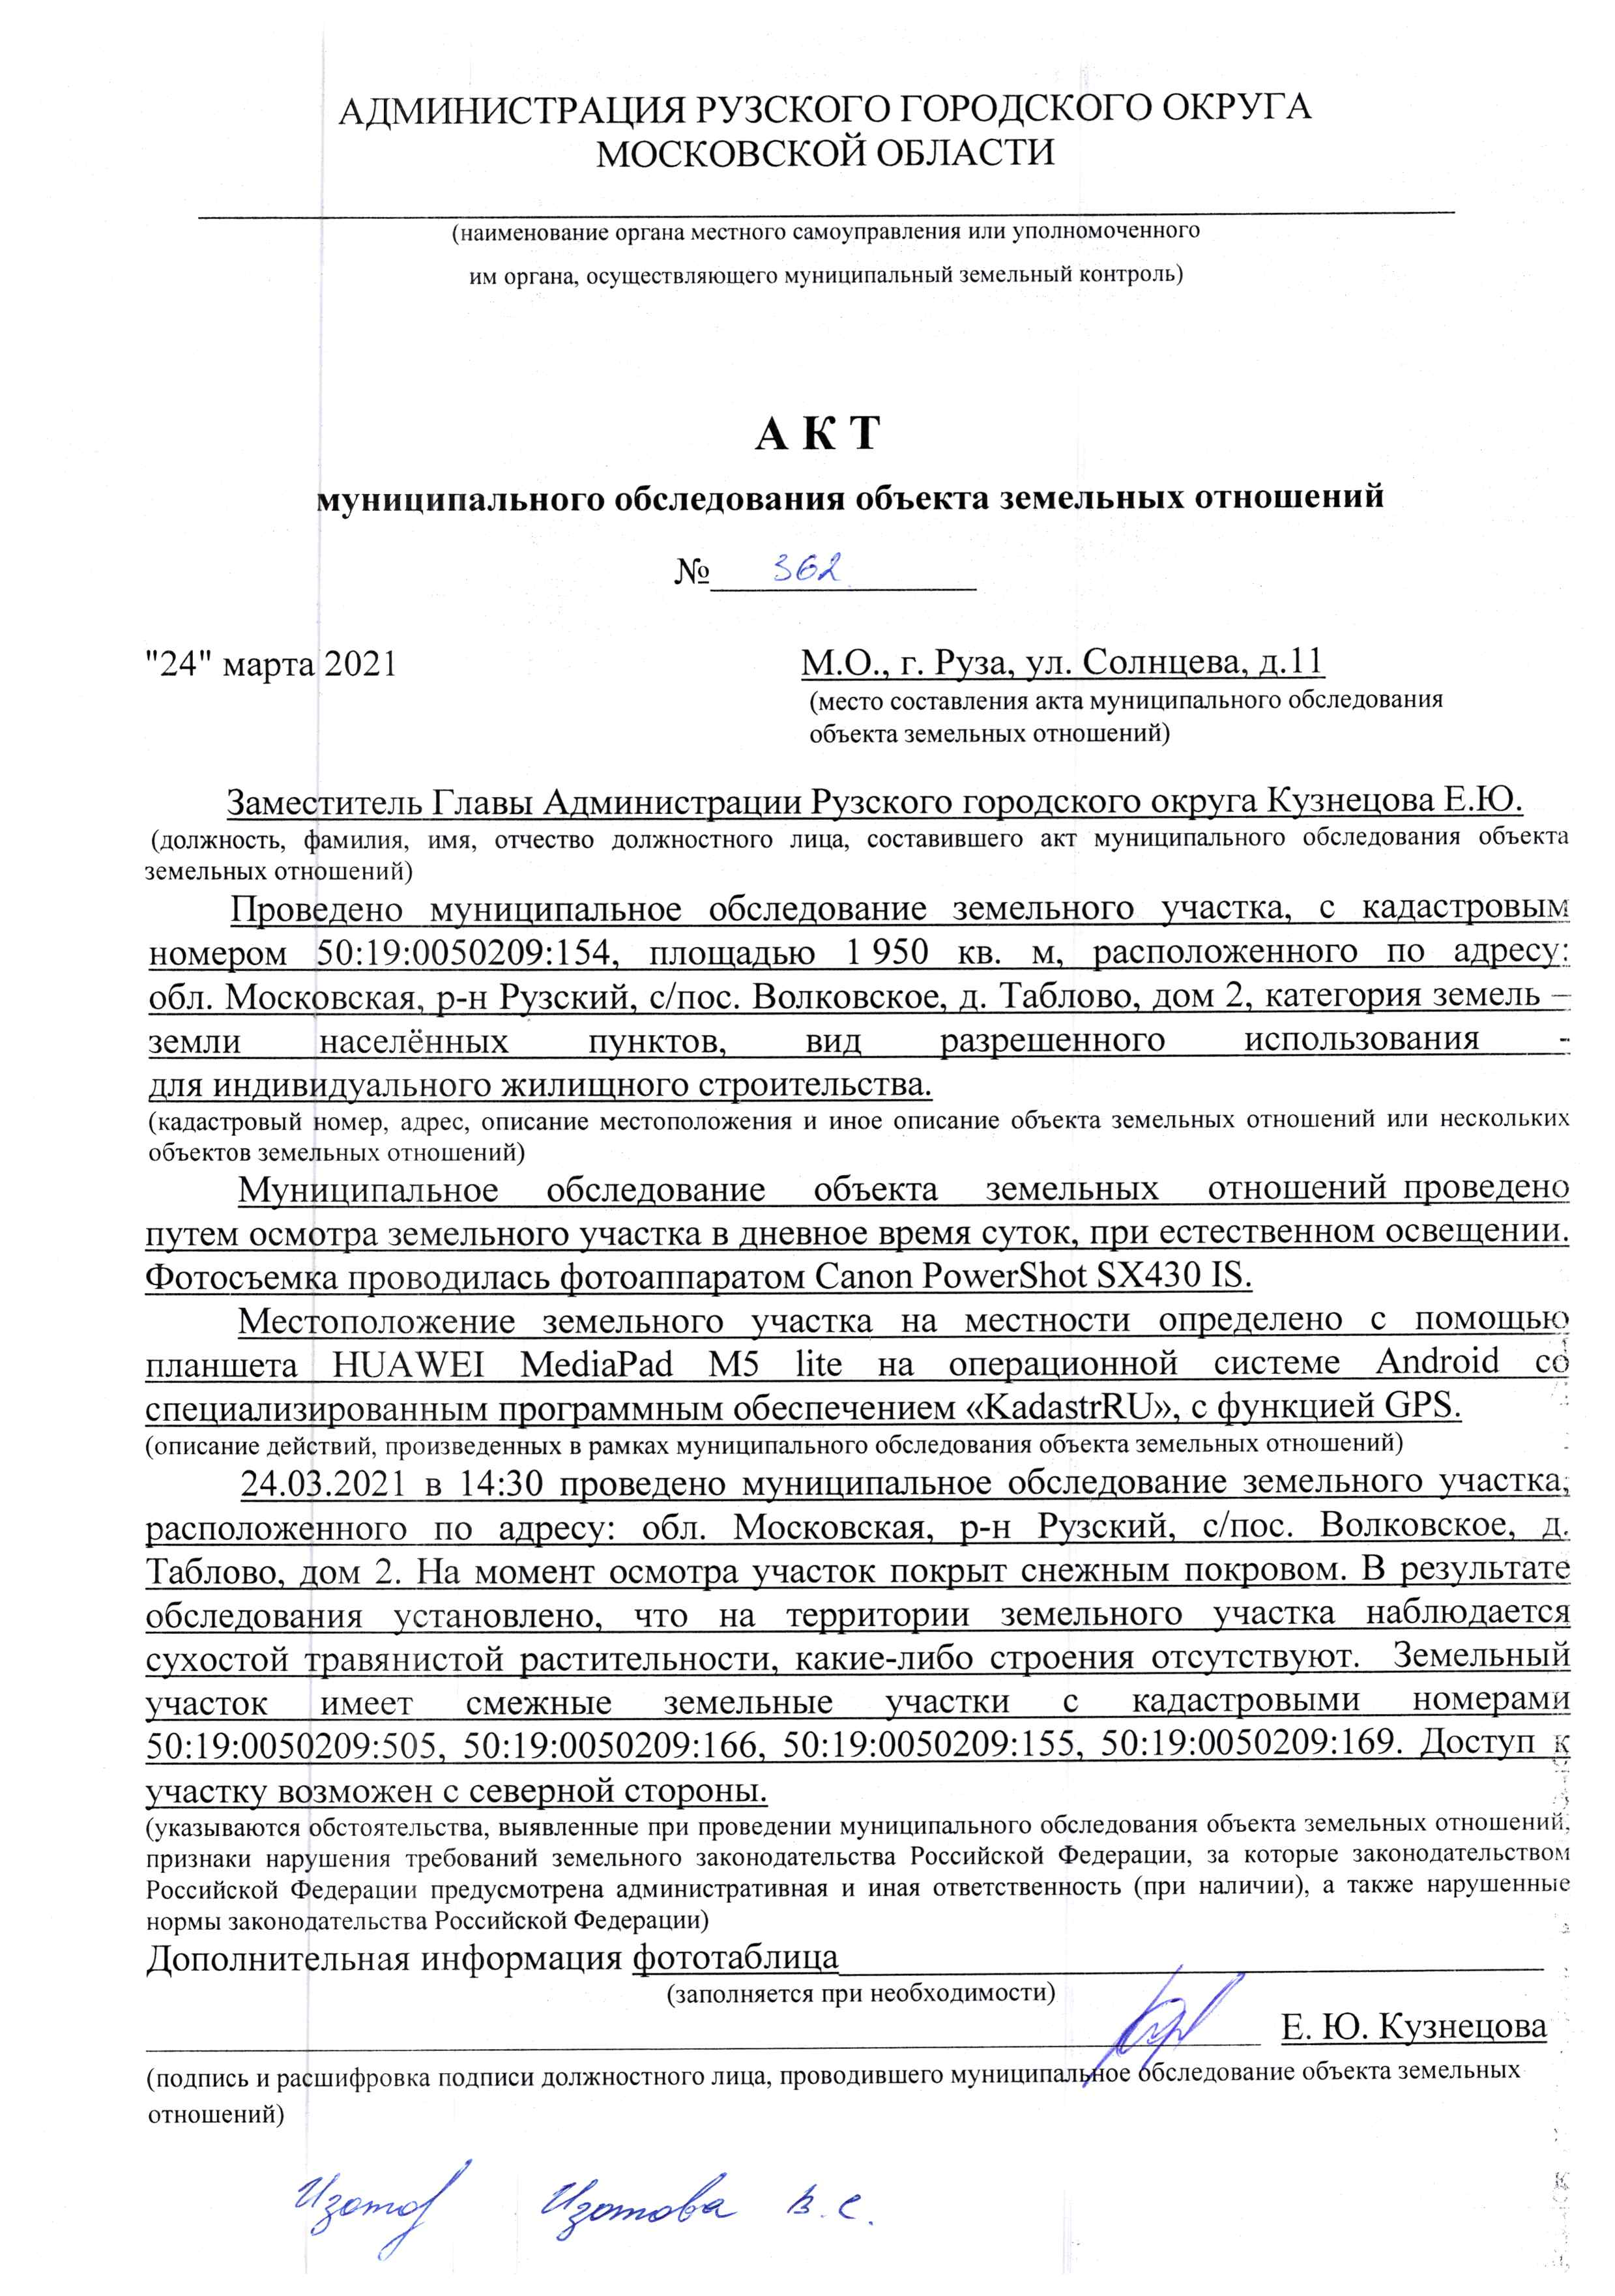 АДМИНИСТРАЦИЯ РУЗСКОГО ГОРОДСКОГО ОКРУГА
МОСКОВСКОЙ ОБЛАСТИ
(наименование органа местного самоуправления или уполномоченного
им органа, осуществляющего муниципальный земельный контроль)
А К Т
муниципального обследования объекта земельных отношений
№ 362
"24" марта 2021 М.О., г. Руза, ул. Солнцева, д.11
(место составления акта муниципального обследования
объекта земельных отношений)
Заместитель Главы Администрации Рузского городского округа Кузнецова Е.Ю.
(должность, фамилия, имя, отчество должностного лица, составившего акт муниципального обследования объекта
земельных отношений)
Проведено муниципальное обследование земельного участка, с кадастровым
номером 50:19:0050209:154, площадью 1 950 кв. м, расположенного по адресу:
обл. Московская, р-н Рузский, с/пос. Волковское, д. Таблово, дом 2, категория земель –
земли населённых пунктов, вид разрешенного использования -
для индивидуального жилищного строительства.
(кадастровый номер, адрес, описание местоположения и иное описание объекта земельных отношений или нескольких
объектов земельных отношений)
Муниципальное обследование объекта земельных отношений проведено
путем осмотра земельного участка в дневное время суток, при естественном освещении.
Фотосъемка проводилась фотоаппаратом Canon PowerShot SX430 IS.
Местоположение земельного участка на местности определено с помощью
планшета HUAWEI MediaPad M5 lite на операционной системе Android со
специализированным программным обеспечением «KadastrRU», с функцией GPS.
(описание действий, произведенных в рамках муниципального обследования объекта земельных отношений)
24.03.2021 в 14:30 проведено муниципальное обследование земельного участка,
расположенного по адресу: обл. Московская, р-н Рузский, с/пос. Волковское, д.
Таблово, дом 2. На момент осмотра участок покрыт снежным покровом. В результате
обследования установлено, что на территории земельного участка наблюдается
сухостой травянистой растительности, какие-либо строения отсутствуют. Земельный
участок имеет смежные земельные участки с кадастровыми номерами
50:19:0050209:505, 50:19:0050209:166, 50:19:0050209:155, 50:19:0050209:169. Доступ к
участку возможен с северной стороны.
(указываются обстоятельства, выявленные при проведении муниципального обследования объекта земельных отношений,
признаки нарушения требований земельного законодательства Российской Федерации, за которые законодательством
Российской Федерации предусмотрена административная и иная ответственность (при наличии), а также нарушенные
нормы законодательства Российской Федерации)
Дополнительная информация фототаблица
(заполняется при необходимости)
Е. Ю. Кузнецова
(подпись и расшифровка подписи должностного лица, проводившего муниципальное обследование объекта земельных
отношений)
Изотова В.С.